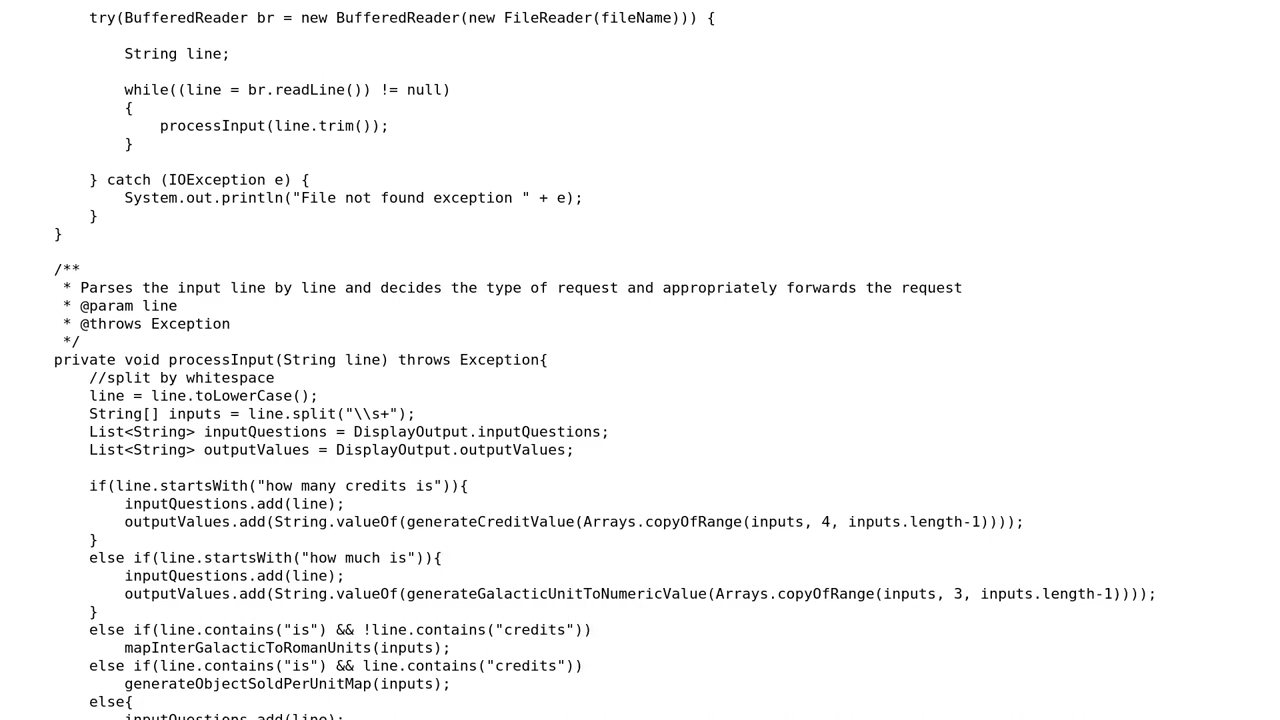 try(BufferedReader br = new BufferedReader(new FileReader(fileName))) {
String line;
while((line = br.readLine()) != null)
{
processInput(line.trim());
}
} catch (IOException e) {
System.out.println("File not found exception " + e);
}
}
/**
* Parses the input line by line and decides the type of request and appropriately forwards the request
* @param line
* @throws Exception
*/
private void processInput(String line) throws Exception{
//split by whitespace
line = line.toLowerCase();
String[] inputs = line.split("\\s+");
List<String> inputQuestions = DisplayOutput.inputQuestions;
List<String> outputValues = DisplayOutput.outputValues;
if(line.startsWith("how many credits is")){
inputQuestions.add(line);
outputValues.add(String.valueOf(generateCreditValue(Arrays.copyOfRange(inputs, 4, inputs.length-1))));
}
else if(line.startsWith("how much is")){
inputQuestions.add(line);
outputValues.add(String.valueOf(generateGalacticUnitToNumericValue(Arrays.copyOfRange(inputs, 3, inputs.length-1))));
}
else if(line.contains("is") && !line.contains("credits"))
mapInterGalacticToRomanUnits(inputs);
else if(line.contains("is") && line.contains("credits"))
generateObjectSoldPerUnitMap(inputs);
else{
inputQuestions.add(line);